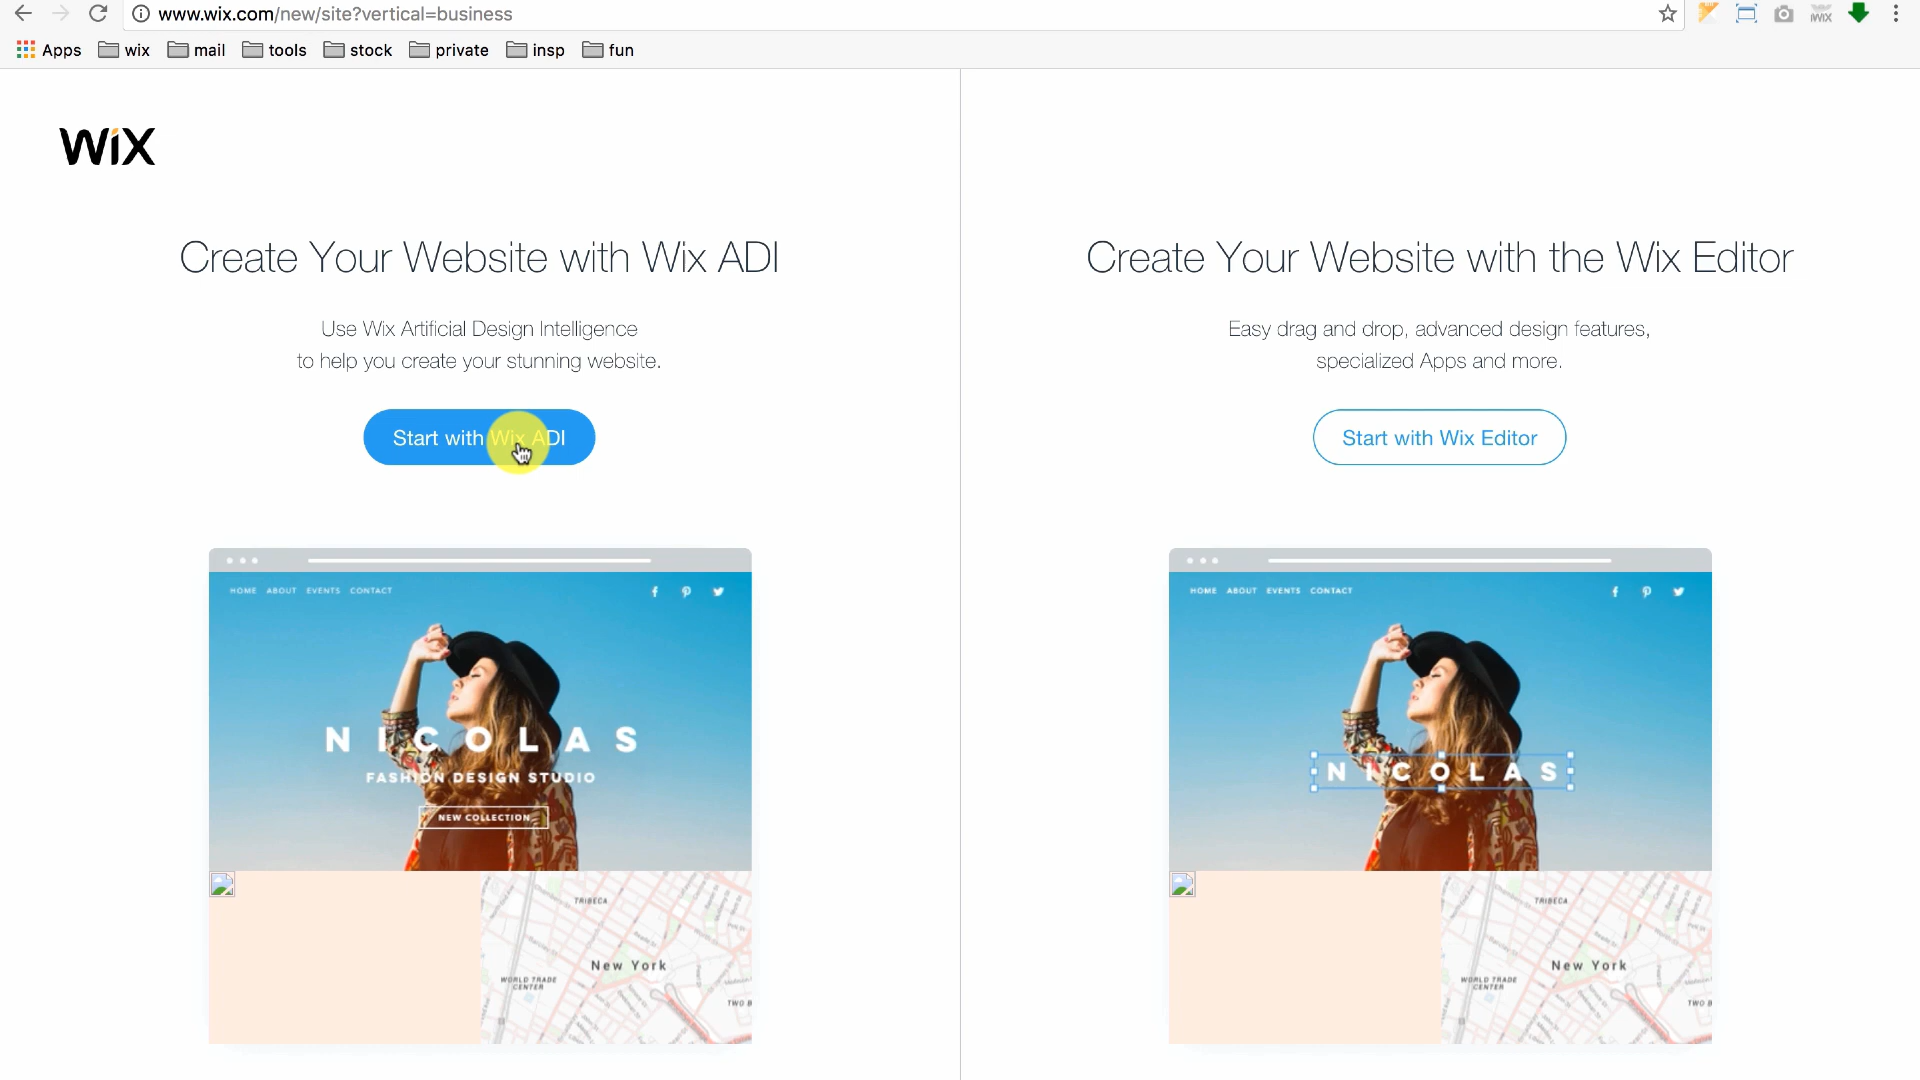 www.wix.com/new/site?vertical=business
WiX
Apps wix mail tools stock private insp fun
WiX
Create Your Website with Wix ADI
Use Wix Artificial Design Intelligence
to help you create your stunning website.
Start with Wix ADI
HOME ABOUT EVENTS CONTACT
NICOLAS
FASHION DESIGN STUDIO
NEW COLLECTION
TRIBECA
New York
WORLD TRADE
CENTER
TWO B
Create Your Website with the Wix Editor
Easy drag and drop, advanced design features,
specialized Apps and more.
Start with Wix Editor
HOME ABOUT EVENTS CONTACT
NICOLAS
TRIBECA
New York
WORLD TRADE
CENTER
TWO B